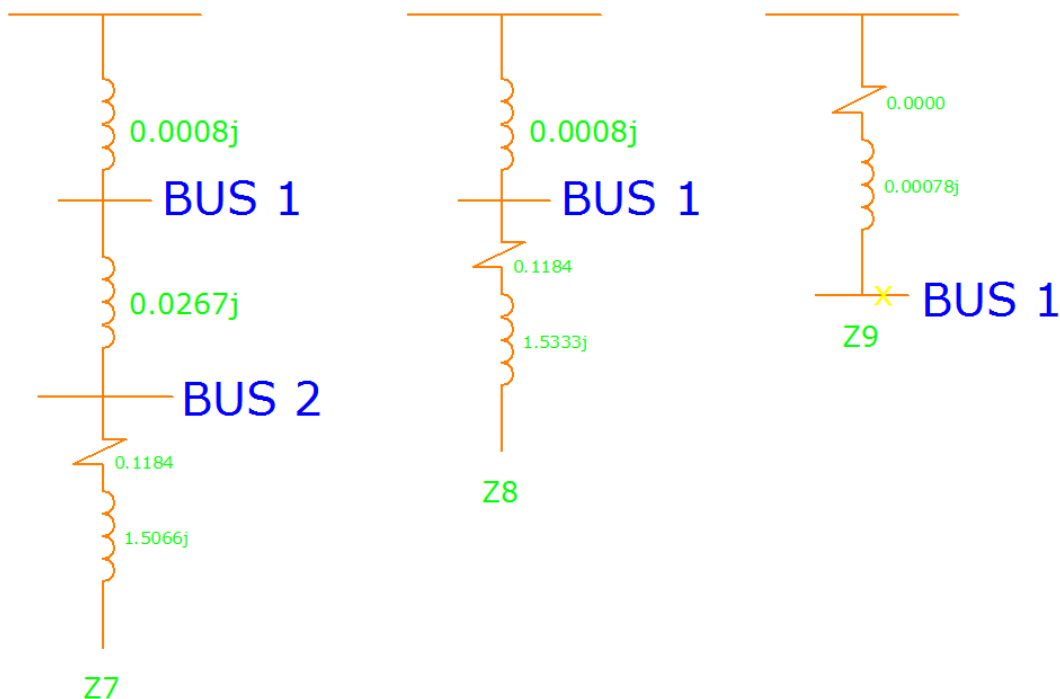 0.0008j
BUS 1
0.0267j
BUS 2
0.1184
1.5066j
Z7
0.0008j
BUS 1
0.1184
1.5333j
Z8
0.0000
0.00078j
X
BUS 1
Z9